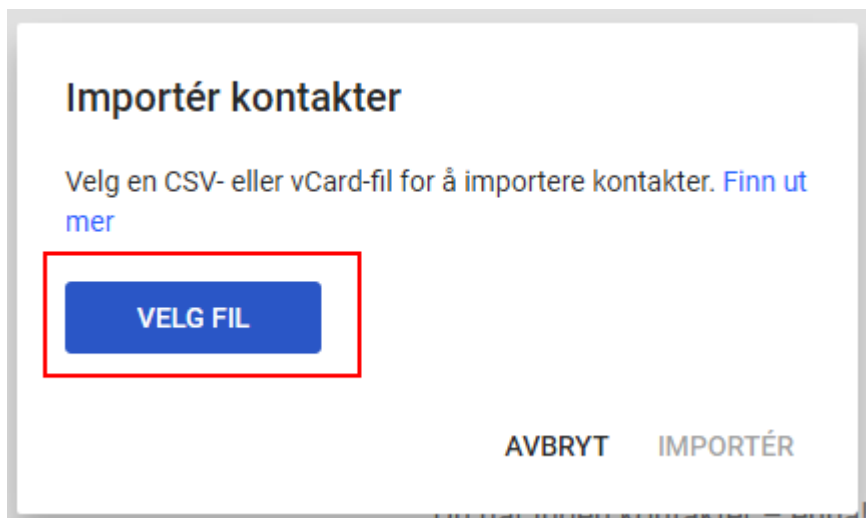 Importér kontakter
Velg en CSV- eller vCard-fil for å importere kontakter. Finn ut
mer
VELG FIL
AVBRYT IMPORTÉR